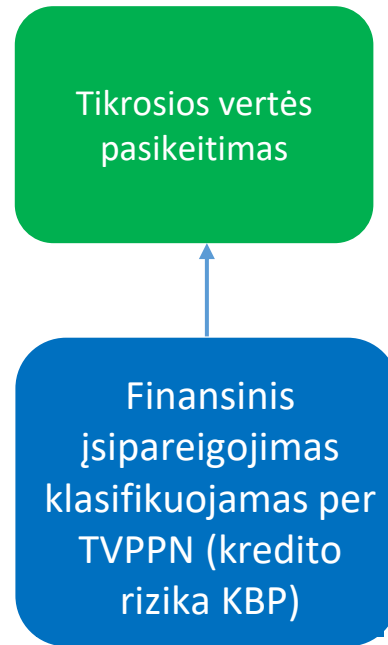 Tikrosios vertės
pasikeitimas
Finansinis
įsipareigojimas
klasifikuojamas per
TVPPN (kredito
rizika KBP)